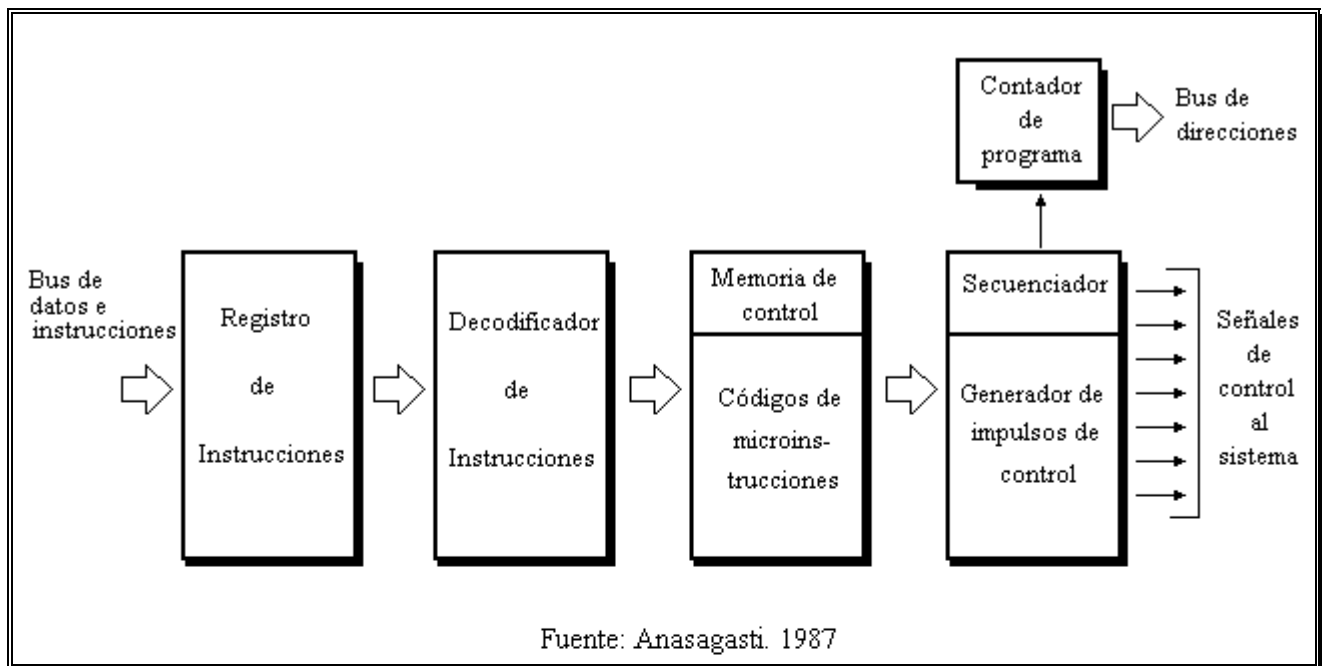 Contador
de
programa
Bus de
direcciones
Bus de
datos e
instrucciones
Registro
de
Instrucciones
Decodificador
de
Instrucciones
Memoria de
control
Códigos de
microins-
trucciones
Secuenciador
Generador de
impulsos de
control
Señales
de
control
al
sistema
Fuente: Anasagasti. 1987